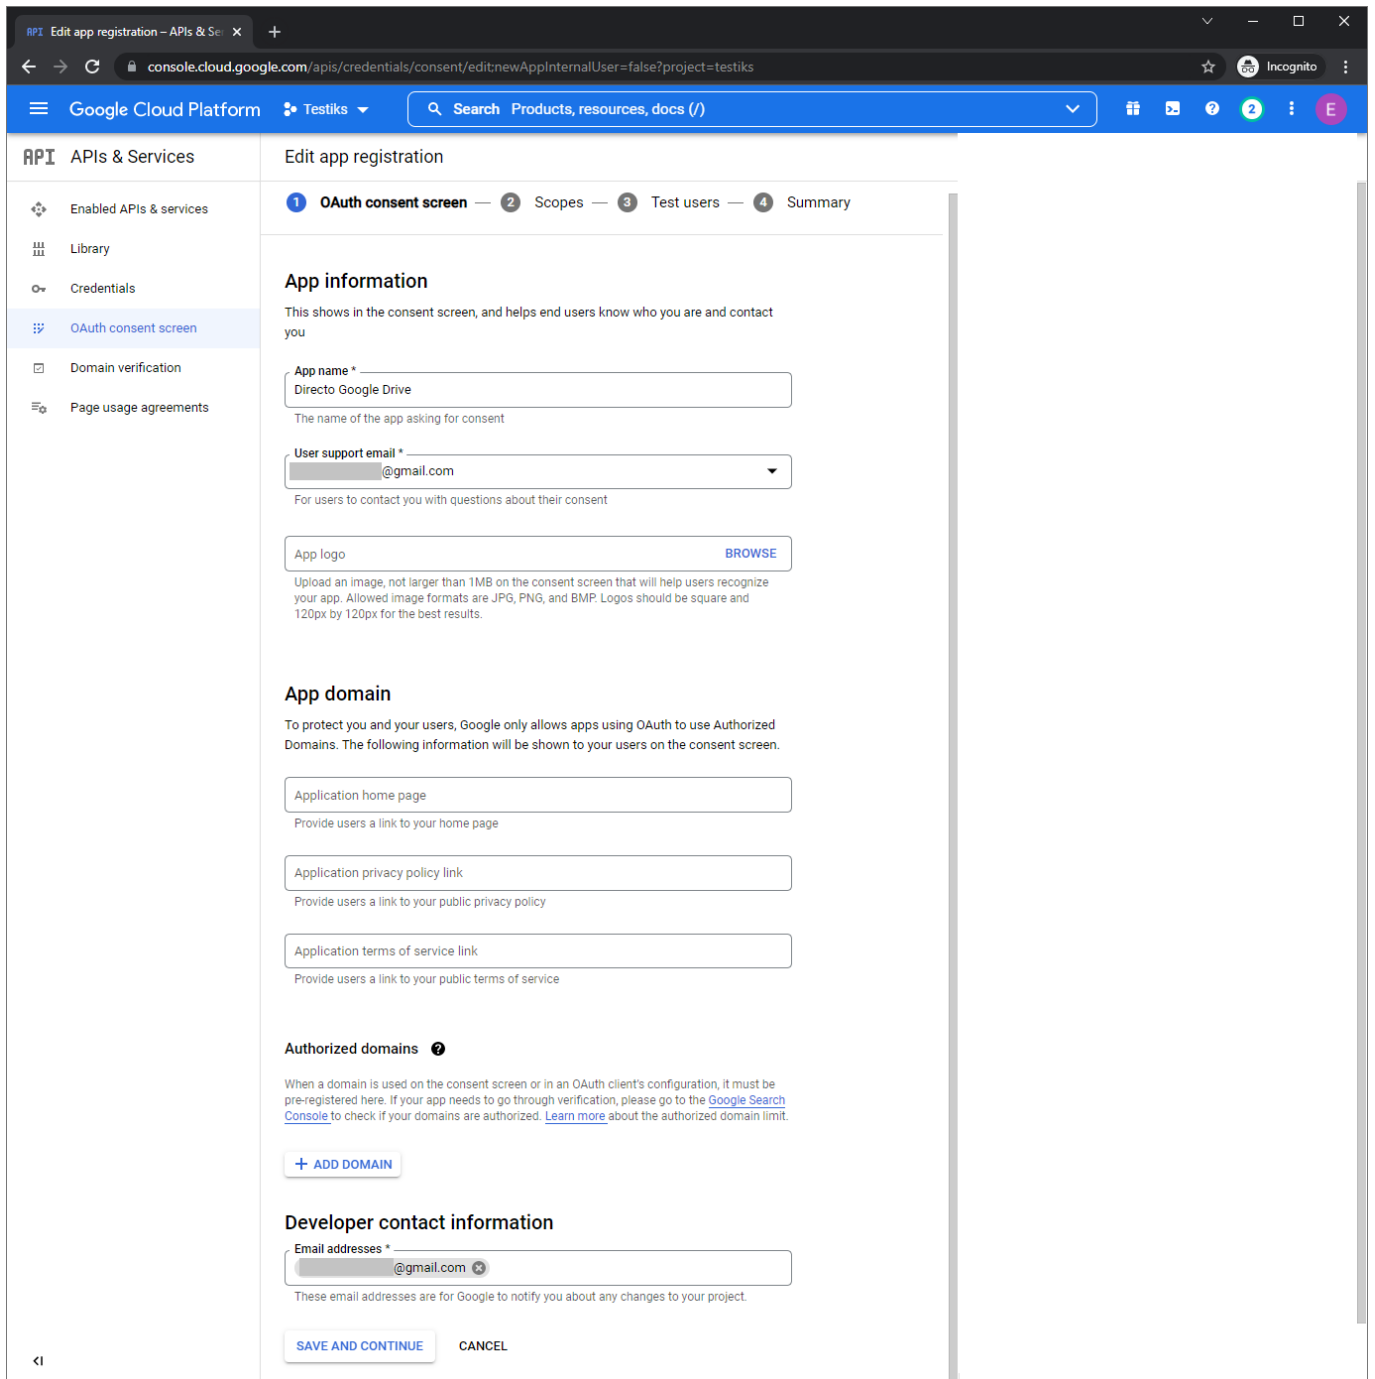 API Edit app registration – APIs & Se
console.cloud.google.com/apis/credentials/consent/edit;newAppInternalUser=false?project=testiks
Incognito
Google Cloud Platform
Testiks
Search Products, resources, docs (/)
2
E
API APIs & Services
Edit app registration
Enabled APIs & services
Library
Credentials
OAuth consent screen
Domain verification
Page usage agreements
1 OAuth consent screen — 2 Scopes — 3 Test users — 4 Summary
App information
This shows in the consent screen, and helps end users know who you are and contact
you
App name *
Directo Google Drive
The name of the app asking for consent
User support email *
@gmail.com
For users to contact you with questions about their consent
App logo
BROWSE
Upload an image, not larger than 1MB on the consent screen that will help users recognize
your app. Allowed image formats are JPG, PNG, and BMP. Logos should be square and
120px by 120px for the best results.
App domain
To protect you and your users, Google only allows apps using OAuth to use Authorized
Domains. The following information will be shown to your users on the consent screen.
Application home page
Provide users a link to your home page
Application privacy policy link
Provide users a link to your public privacy policy
Application terms of service link
Provide users a link to your public terms of service
Authorized domains ?
When a domain is used on the consent screen or in an OAuth client's configuration, it must be
pre-registered here. If your app needs to go through verification, please go to the Google Search
Console to check if your domains are authorized. Learn more about the authorized domain limit.
+ ADD DOMAIN
Developer contact information
Email addresses *
@gmail.com
These email addresses are for Google to notify you about any changes to your project.
SAVE AND CONTINUE
CANCEL